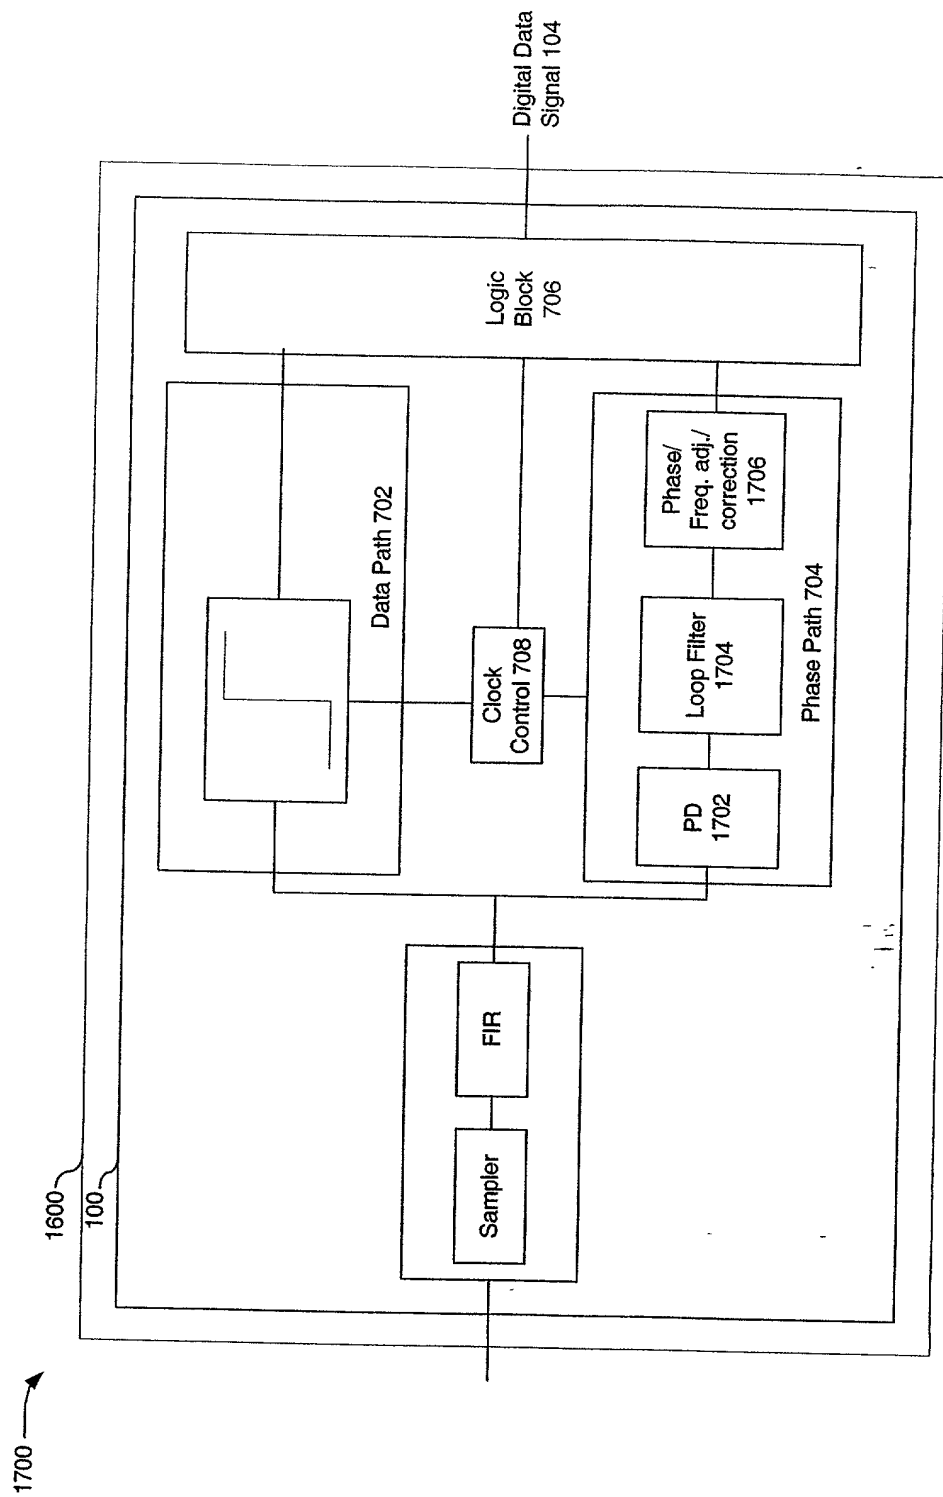 1700
1600
100
Sampler
FIR
Data Path 702
Clock
Control 708
PD
1702
Loop Filter
1704
Phase/
Freq. adj./
correction
1706
Phase Path 704
Logic
Block
706
Digital Data
Signal 104